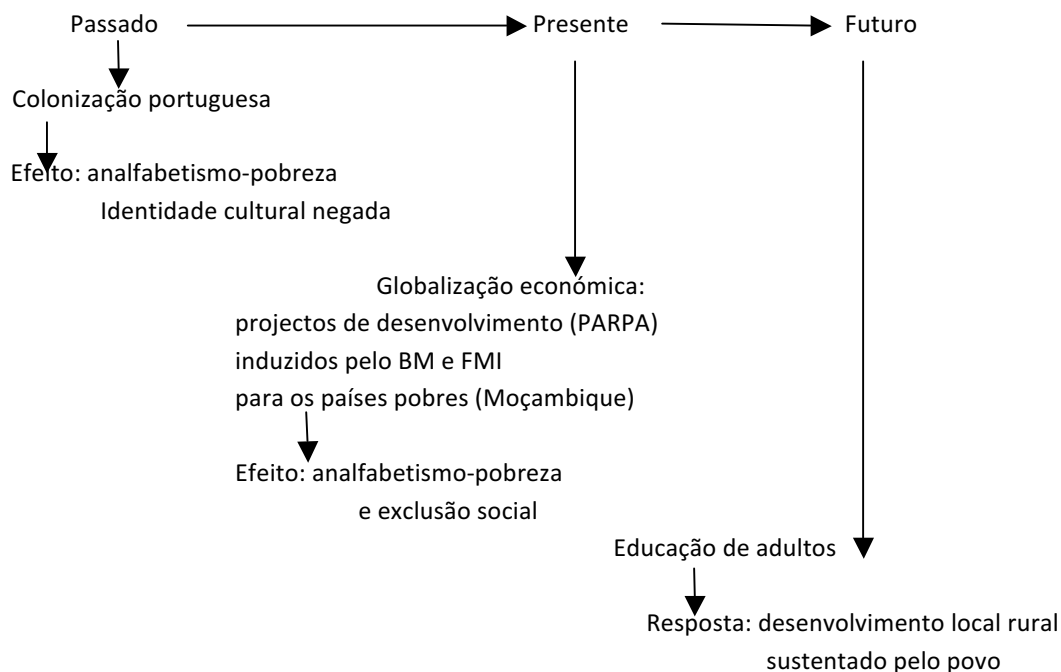 Passado Presente Futuro
Colonização portuguesa
Efeito: analfabetismo-pobreza
Identidade cultural negada
Globalização económica:
projectos de desenvolvimento (PARPA)
induzidos pelo BM e FMI
para os países pobres (Moçambique)
Efeito: analfabetismo-pobreza
e exclusão social
Educação de adultos
Resposta: desenvolvimento local rural
sustentado pelo povo